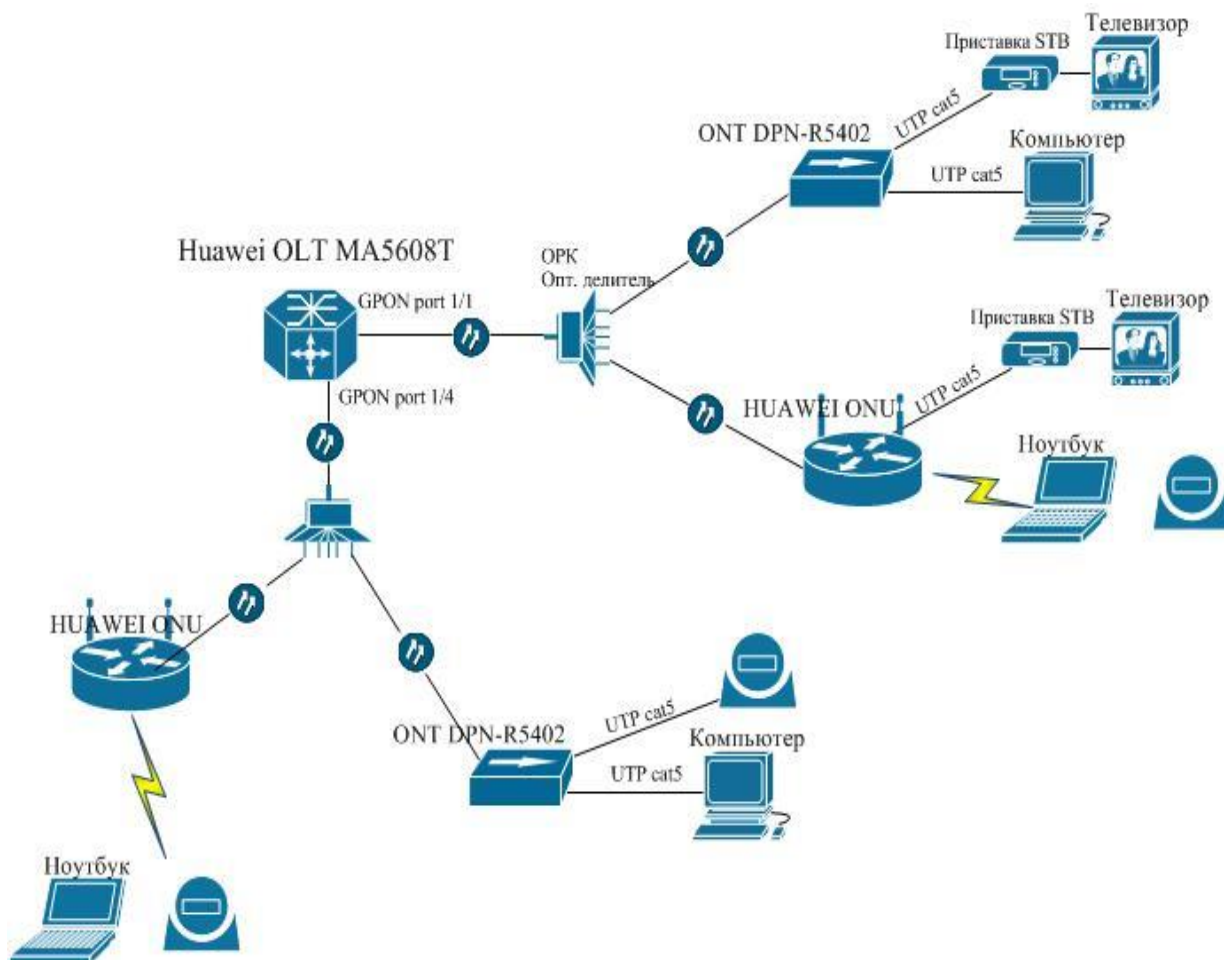 Телевизор
Приставка STB
UTP cat5
ONT DPN-R5402
Компьютер
UTP cat5
Huawei OLT MA5608T
ОРК
Опт. делитель
GPON port 1/1
Телевизор
Приставка STB
GPON port 1/4
UTP cat5
HUAWEI ONU
Ноутбук
HUAWEI ONU
UTP cat5
ONT DPN-R5402
Компьютер
UTP cat5
Ноутбук